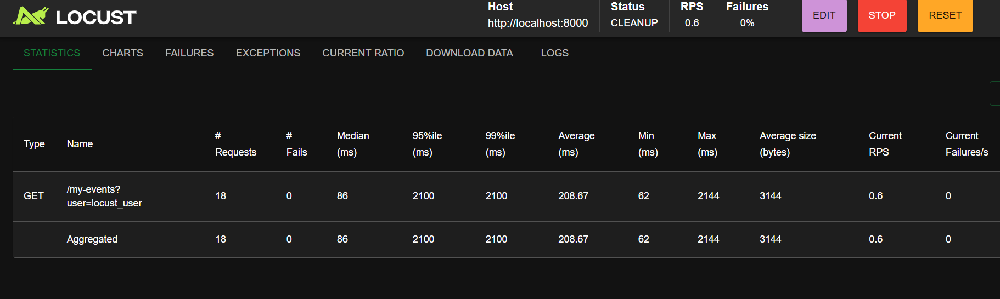 LOCUST
Host Status RPS Failures
http://localhost:8000 CLEANUP 0.6 0% EDIT STOP RESET
STATISTICS CHARTS FAILURES EXCEPTIONS CURRENT RATIO DOWNLOAD DATA LOGS
Type Name # Requests # Fails Median (ms) 95%ile (ms) 99%ile (ms) Average (ms) Min (ms) Max (ms) Average size (bytes) Current RPS Current Failures/s
GET /my-events?user=locust_user 18 0 86 2100 2100 208.67 62 2144 3144 0.6 0
Aggregated 18 0 86 2100 2100 208.67 62 2144 3144 0.6 0